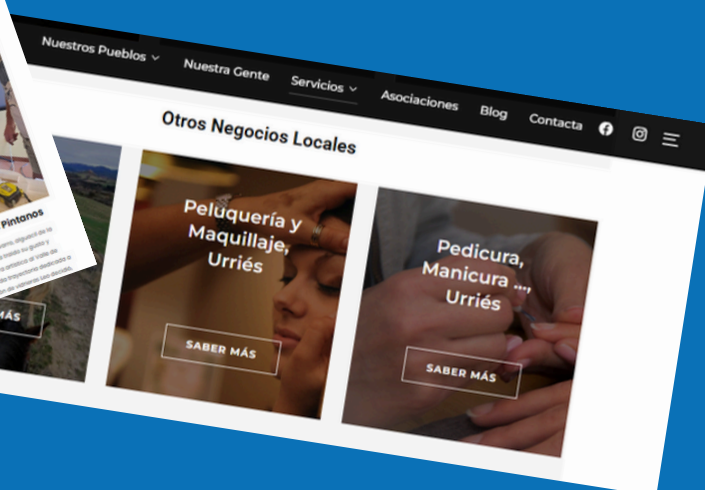 Nuestros Pueblos
Nuestra Gente
Servicios
Asociaciones
Blog
Contacta
Otros Negocios Locales
Pintanos
MÁS
Peluquería y
Maquillaje,
Urriés
SABER MÁS
Pedicura,
Manicura ...,
Urriés
SABER MÁS